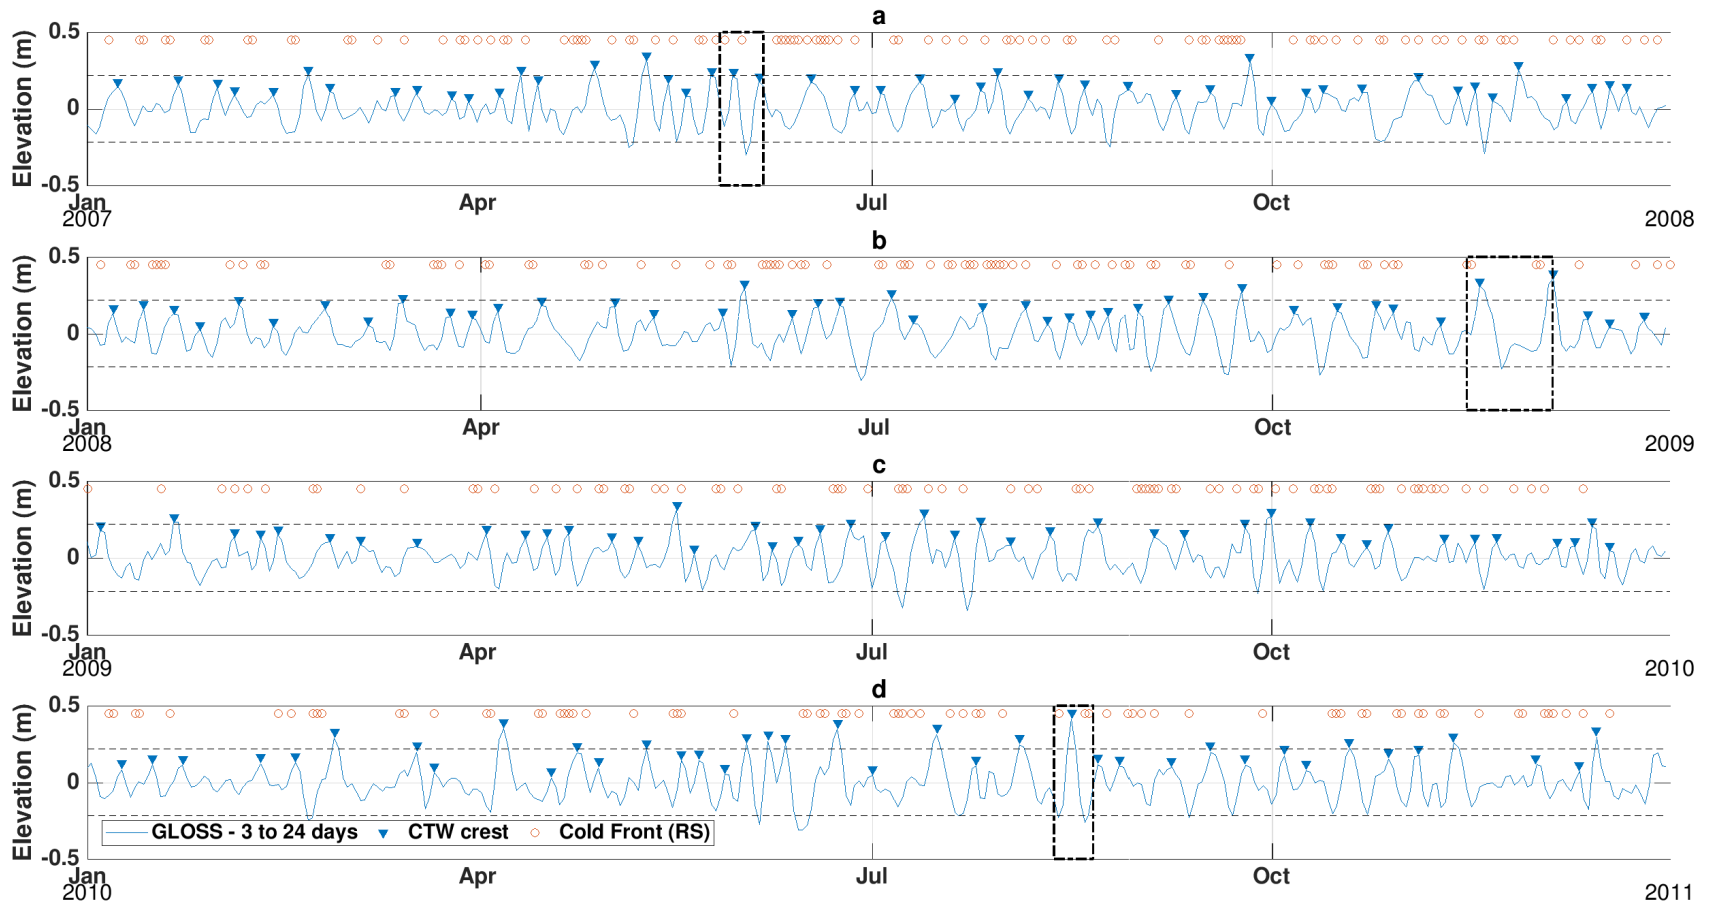 a
0.5
0
-0.5
Elevation (m)
Jan Apr Jul Oct
2007 2008
b
0.5
0
-0.5
Elevation (m)
Jan Apr Jul Oct
2008 2009
c
0.5
0
-0.5
Elevation (m)
Jan Apr Jul Oct
2009 2010
d
0.5
0
-0.5
Elevation (m)
GLOSS - 3 to 24 days CTW crest Cold Front (RS)
Jan Apr Jul Oct
2010 2011